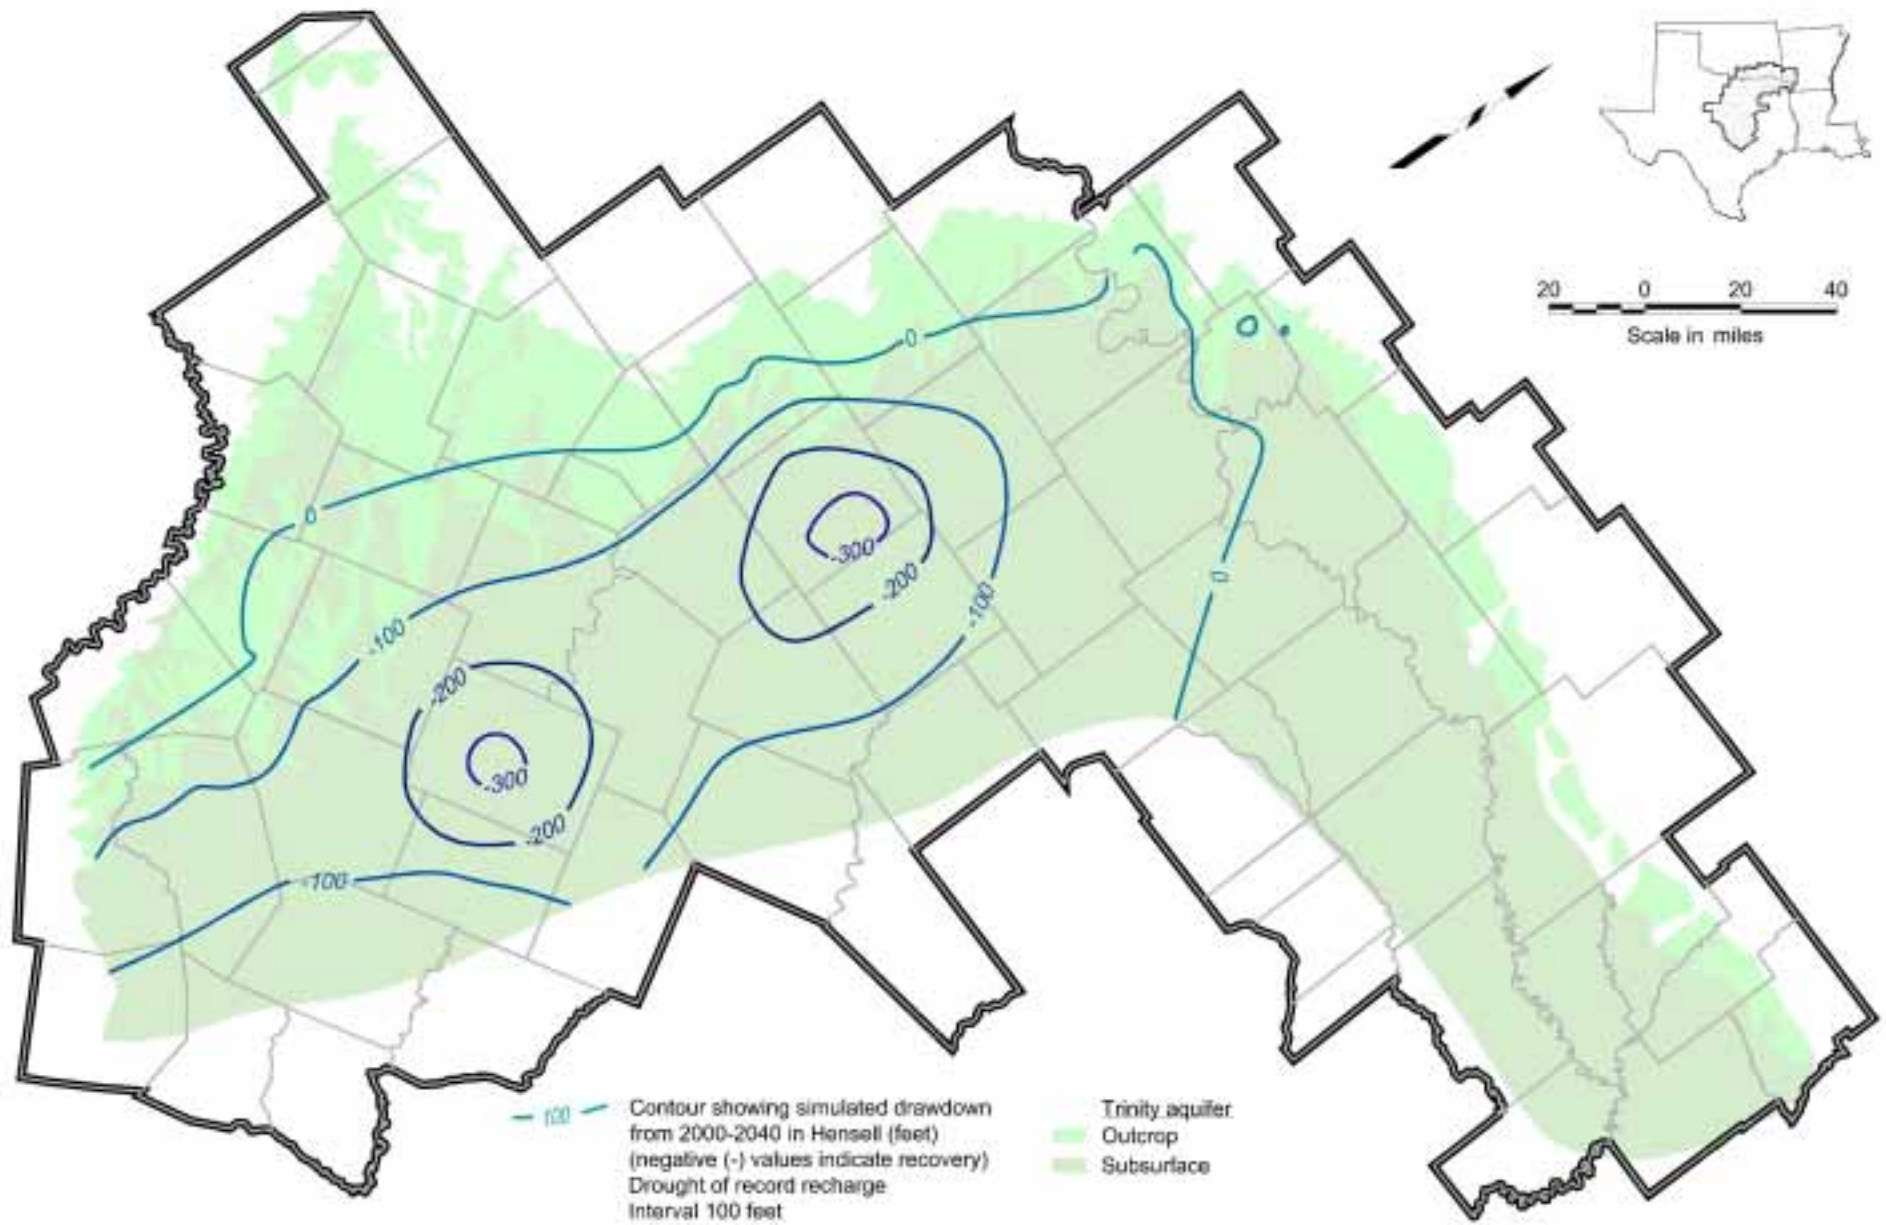 20 0 20 40
Scale in miles
0
0
0
-100
-300
-200
-100
-200
-300
-200
-100
100
Contour showing simulated drawdown
from 2000-2040 in Hensell (feet)
(negative (-) values indicate recovery)
Drought of record recharge
Interval 100 feet
Trinity aquifer
Outcrop
Subsurface